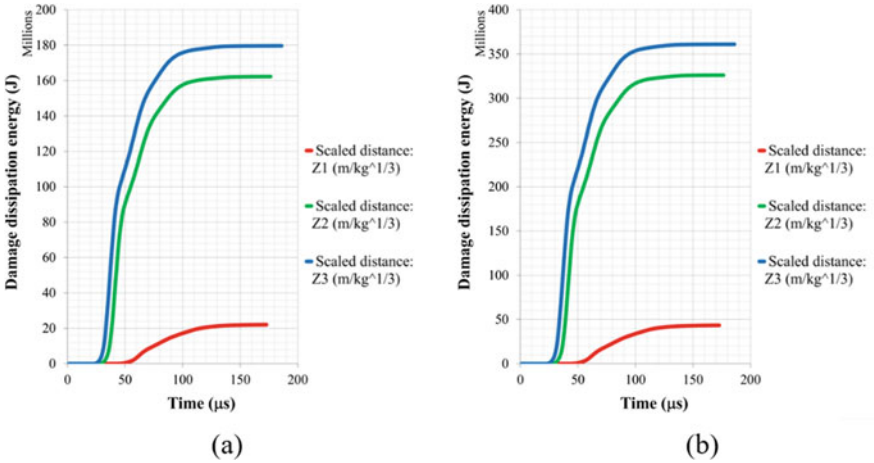 Damage dissipation energy (J)
Millions
180
200
160
140
120
100
80
60
40
20
0
0 50 100 150 200
Time (μs)
Scaled distance:
Z1 (m/kg^1/3)
Scaled distance:
Z2 (m/kg^1/3)
Scaled distance:
Z3 (m/kg^1/3)
(a)
Damage dissipation energy (J)
Millions
400
350
300
250
200
150
100
50
0
0 50 100 150 200
Time (μs)
Scaled distance:
Z1 (m/kg^1/3)
Scaled distance:
Z2 (m/kg^1/3)
Scaled distance:
Z3 (m/kg^1/3)
(b)